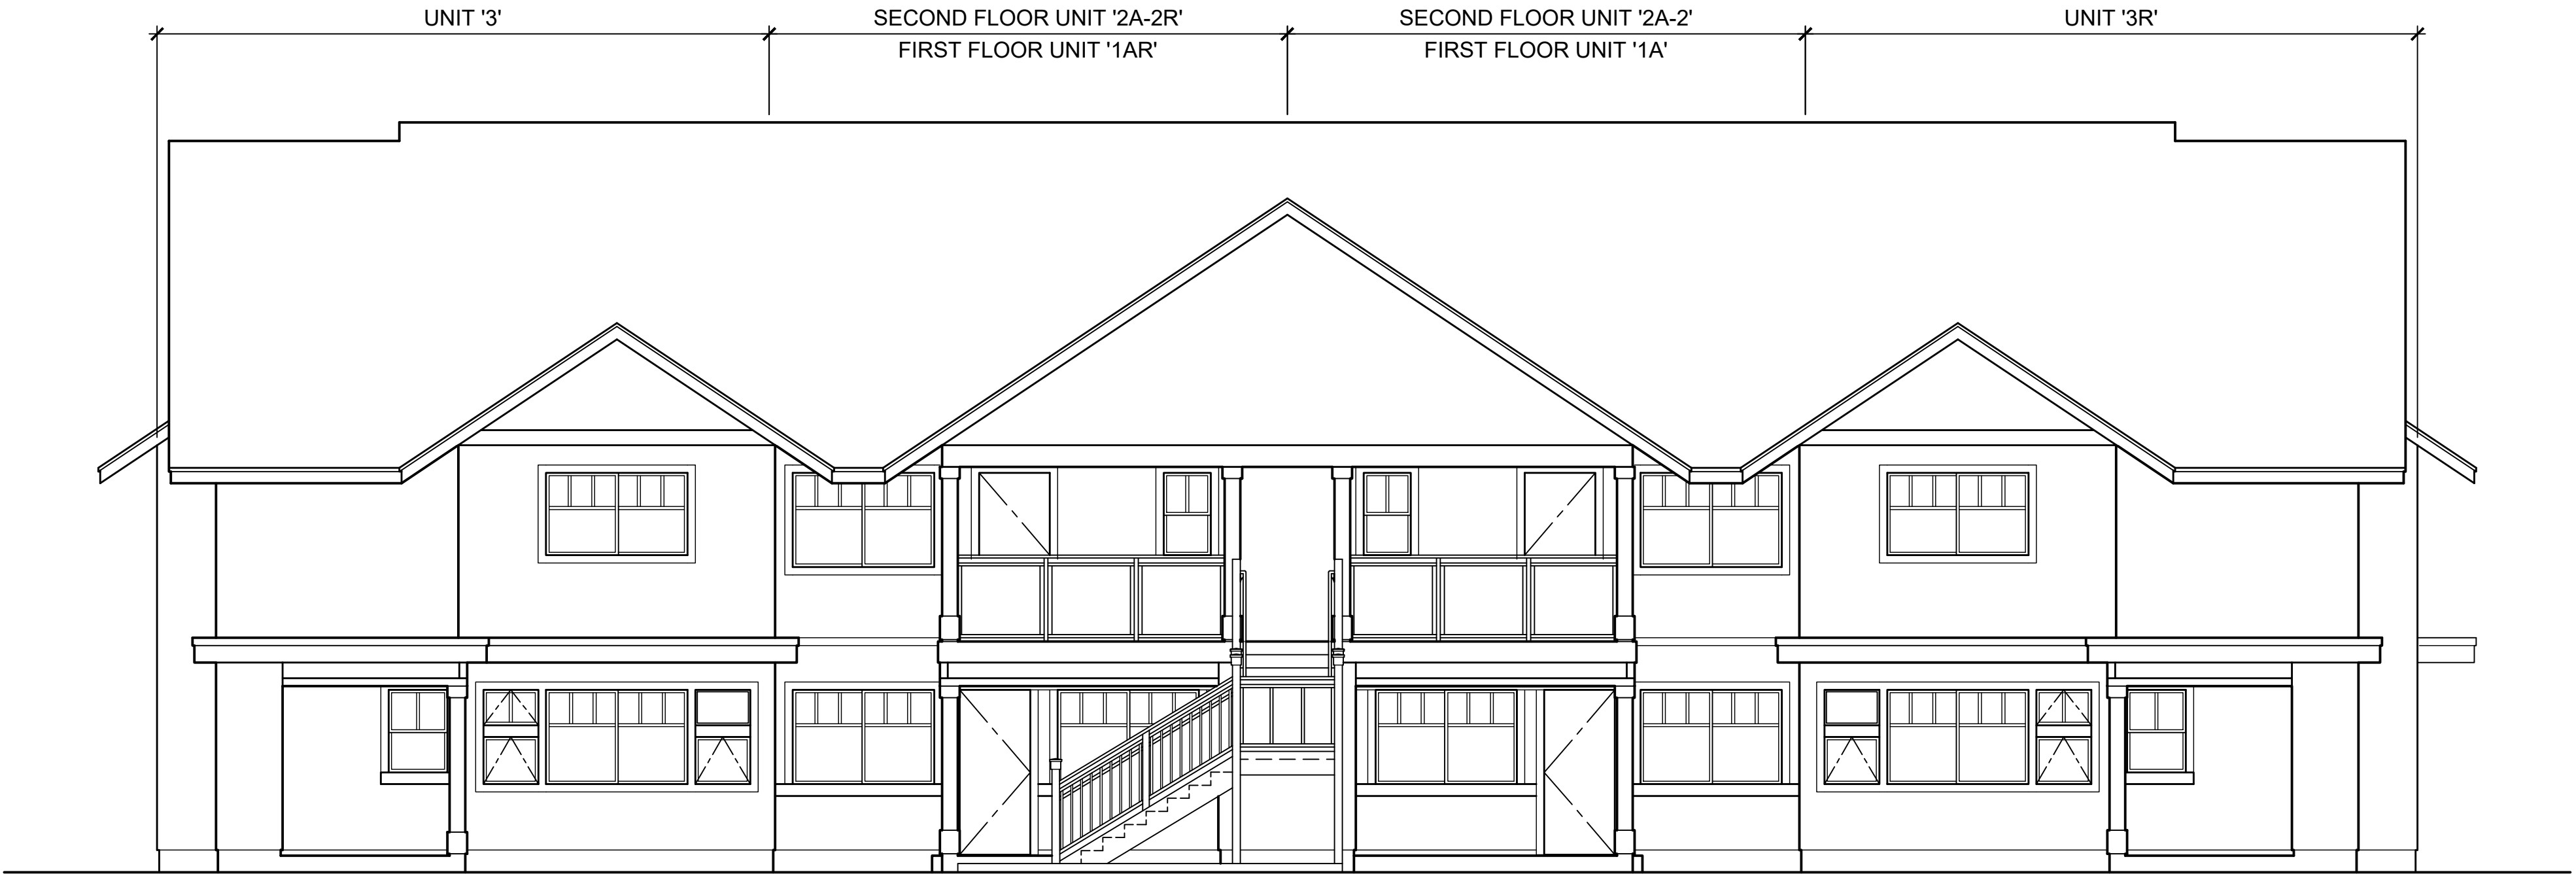 UNIT '3'
SECOND FLOOR UNIT '2A-2R'
FIRST FLOOR UNIT '1AR'
SECOND FLOOR UNIT '2A-2'
FIRST FLOOR UNIT '1A'
UNIT '3R'